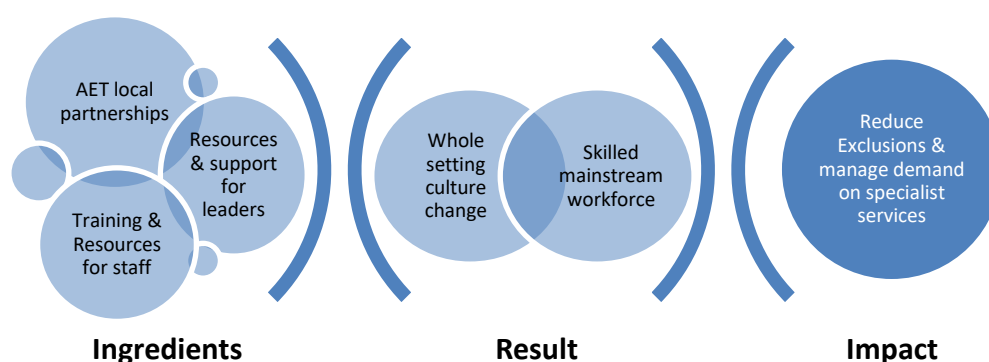 AET local
partnerships
Resources
& support
for
leaders
Training &
Resources
for staff
Whole
setting
culture
change
Skilled
mainstream
workforce
Reduce
Exclusions &
manage demand
on specialist
services
Ingredients
Result
Impact